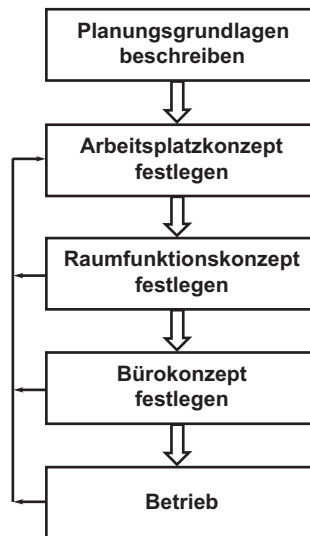 Planungsgrundlagen
beschreiben
Arbeitsplatzkonzept
festlegen
Raumfunktionskonzept
festlegen
Bürokonzept
festlegen
Betrieb